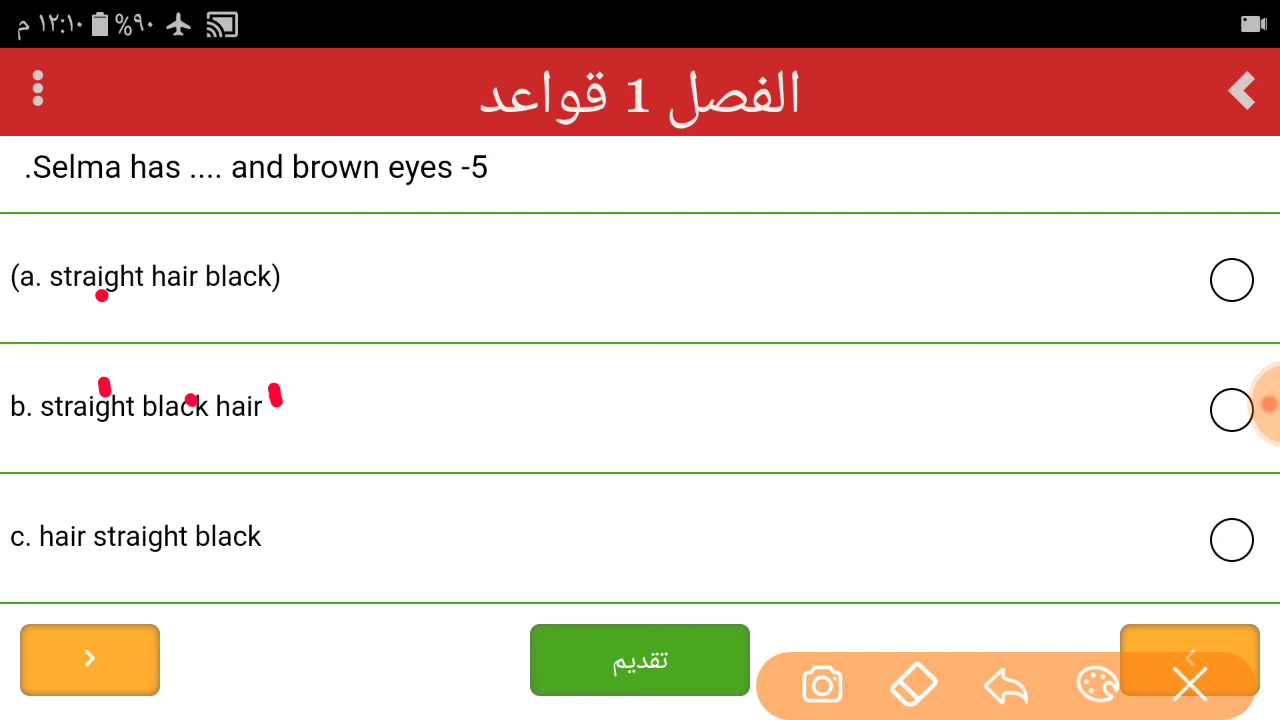 م ١٢:١٠ %٩٠
الفصل 1 قواعد
.Selma has .... and brown eyes -5
(a. straight hair black)
b. straight black hair
c. hair straight black
تقديم